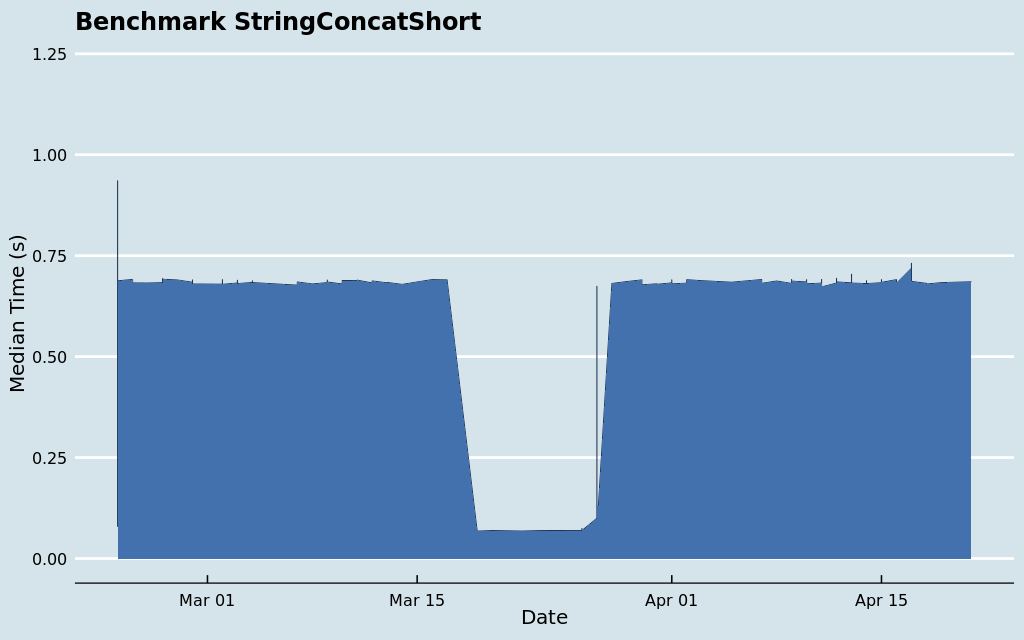 Benchmark StringConcatShort
1.25
1.00
0.75
0.50
0.25
0.00
Median Time (s)
Mar 01
Mar 15
Apr 01
Apr 15
Date